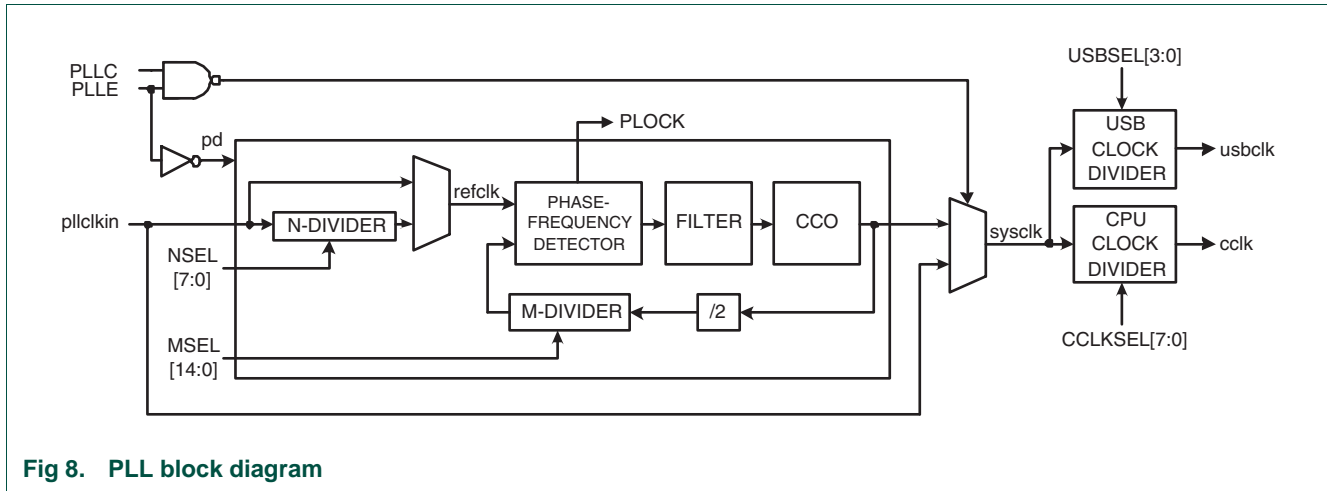 PLLC
PLLE
pd
PLOCK
USBSEL[3:0]
USB
CLOCK
DIVIDER
usbclk
pllclkin
N-DIVIDER
refclk
PHASE-
FREQUENCY
DETECTOR
FILTER
CCO
sysclk
CPU
CLOCK
DIVIDER
cclk
NSEL
[7:0]
M-DIVIDER
/2
MSEL
[14:0]
CCLKSEL[7:0]
Fig 8. PLL block diagram